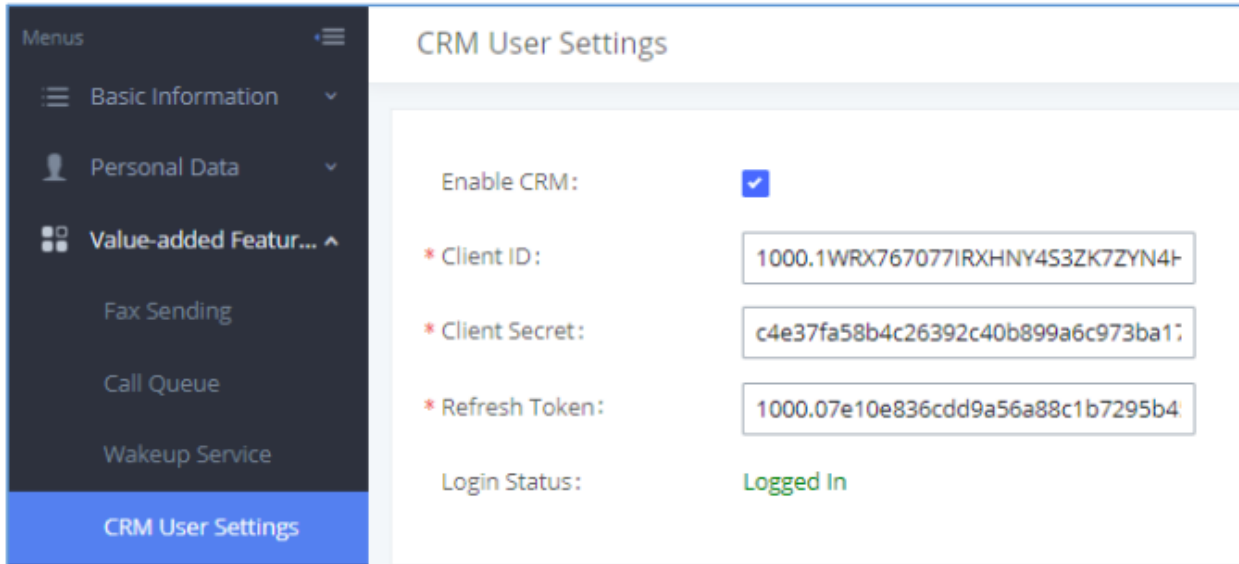 Menus
Basic Information
Personal Data
Value-added Featur...
Fax Sending
Call Queue
Wakeup Service
CRM User Settings
CRM User Settings
Enable CRM:
* Client ID: 1000.1WRX767077IRXHNY4S3ZK7ZYN4H
* Client Secret: c4e37fa58b4c26392c40b899a6c973ba17
* Refresh Token: 1000.07e10e836cdd9a56a88c1b7295b4
Login Status: Logged In